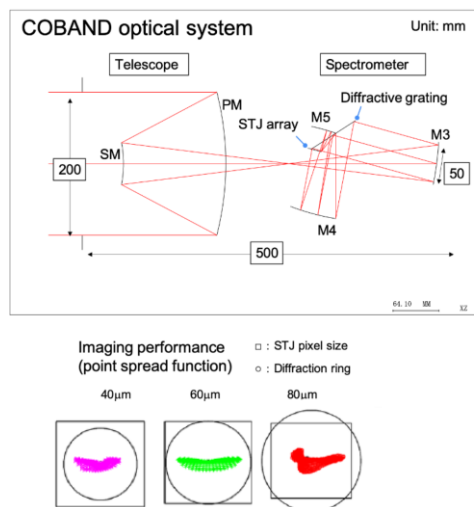 COBAND optical system
Unit: mm
Telescope
Spectrometer
Diffractive grating
PM
M5
STJ array
M3
SM
200
50
M4
500
64.10 MM
XZ
Imaging performance
(point spread function)
□ : STJ pixel size
○ : Diffraction ring
40μm
60μm
80μm